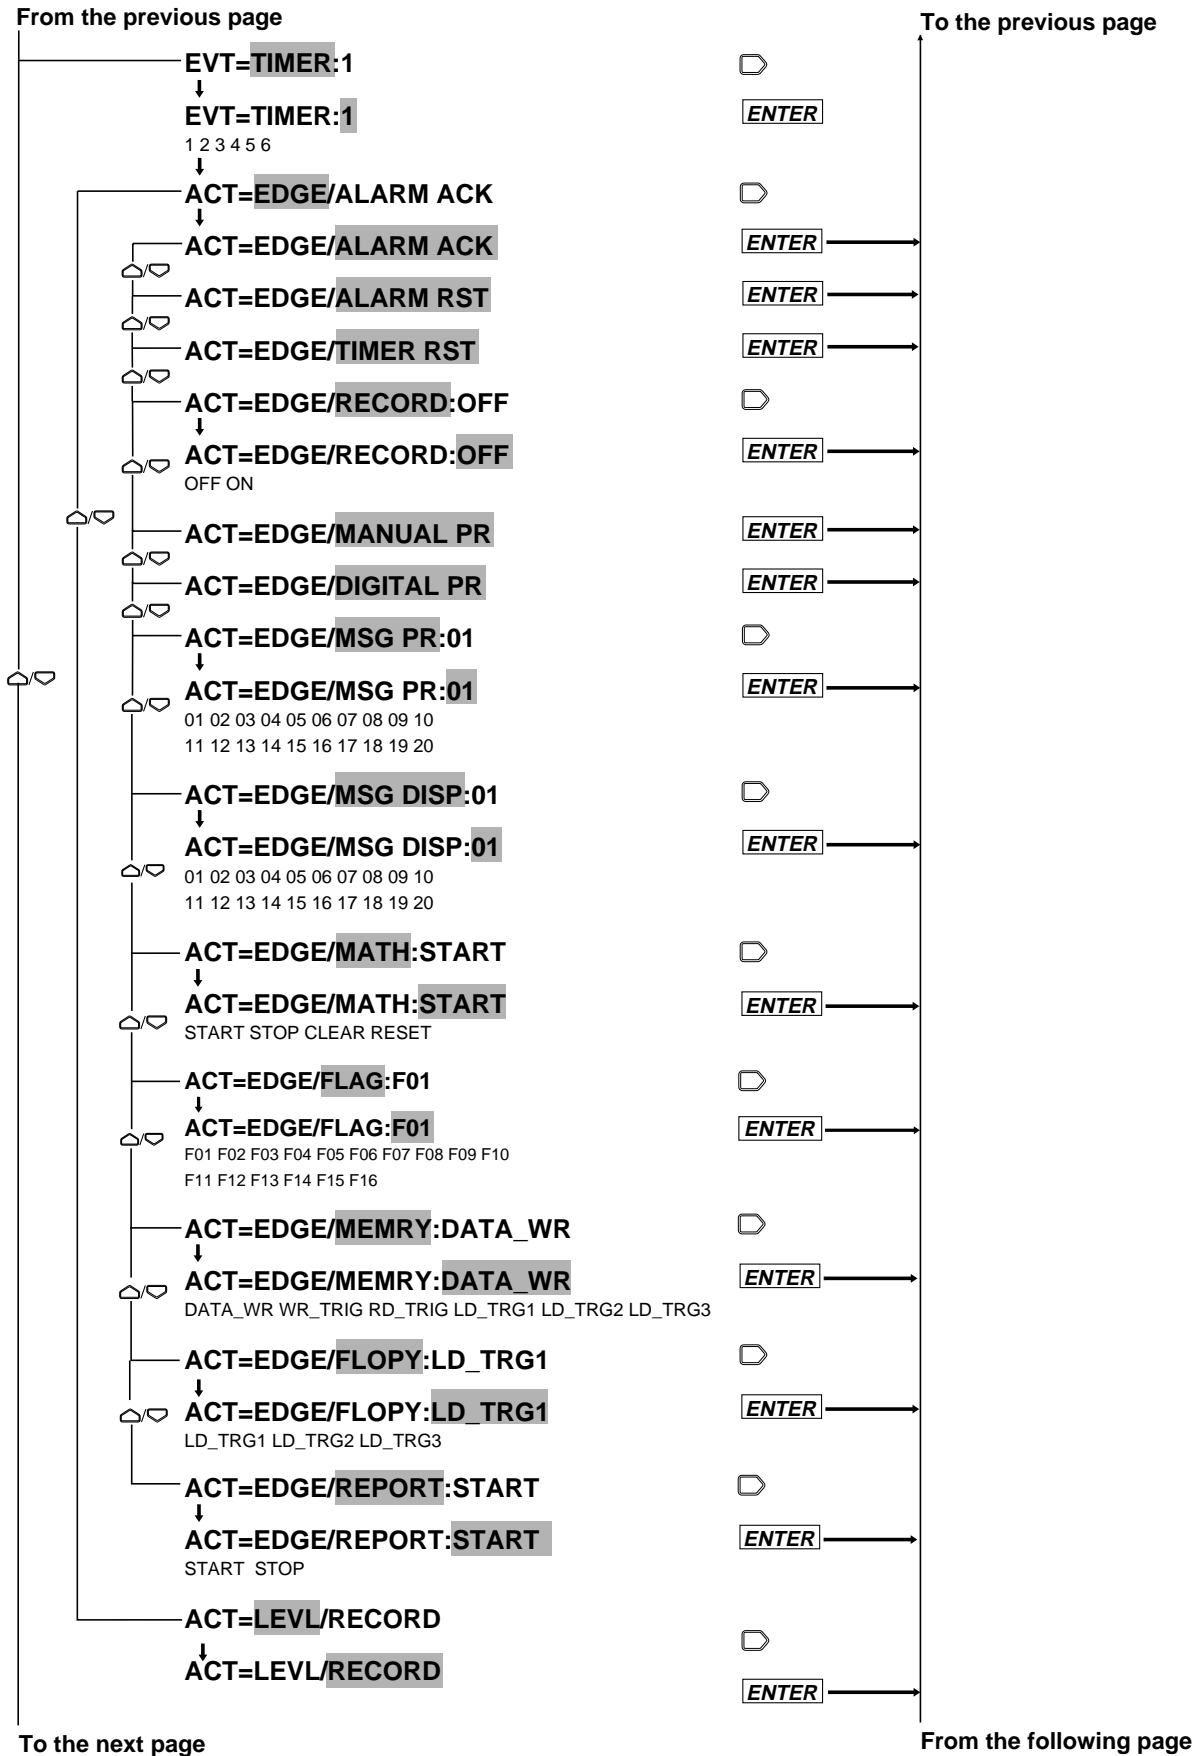 From the previous page
To the previous page
EVT=TIMER:1
EVT=TIMER:1
ENTER
1 2 3 4 5 6
ACT=EDGE/ALARM ACK
ACT=EDGE/ALARM ACK
ENTER
ACT=EDGE/ALARM RST
ENTER
ACT=EDGE/TIMER RST
ENTER
ACT=EDGE/RECORD:OFF
ACT=EDGE/RECORD:OFF
ENTER
OFF ON
ACT=EDGE/MANUAL PR
ENTER
ACT=EDGE/DIGITAL PR
ENTER
ACT=EDGE/MSG PR:01
ACT=EDGE/MSG PR:01
ENTER
01 02 03 04 05 06 07 08 09 10
11 12 13 14 15 16 17 18 19 20
ACT=EDGE/MSG DISP:01
ACT=EDGE/MSG DISP:01
ENTER
01 02 03 04 05 06 07 08 09 10
11 12 13 14 15 16 17 18 19 20
ACT=EDGE/MATH:START
ACT=EDGE/MATH:START
ENTER
START STOP CLEAR RESET
ACT=EDGE/FLAG:F01
ACT=EDGE/FLAG:F01
ENTER
F01 F02 F03 F04 F05 F06 F07 F08 F09 F10
F11 F12 F13 F14 F15 F16
ACT=EDGE/MEMRY:DATA_WR
ACT=EDGE/MEMRY:DATA_WR
ENTER
DATA_WR WR_TRIG RD_TRIG LD_TRG1 LD_TRG2 LD_TRG3
ACT=EDGE/FLOPY:LD_TRG1
ACT=EDGE/FLOPY:LD_TRG1
ENTER
LD_TRG1 LD_TRG2 LD_TRG3
ACT=EDGE/REPORT:START
ACT=EDGE/REPORT:START
ENTER
START STOP
ACT=LEVL/RECORD
ACT=LEVL/RECORD
ENTER
To the next page
From the following page